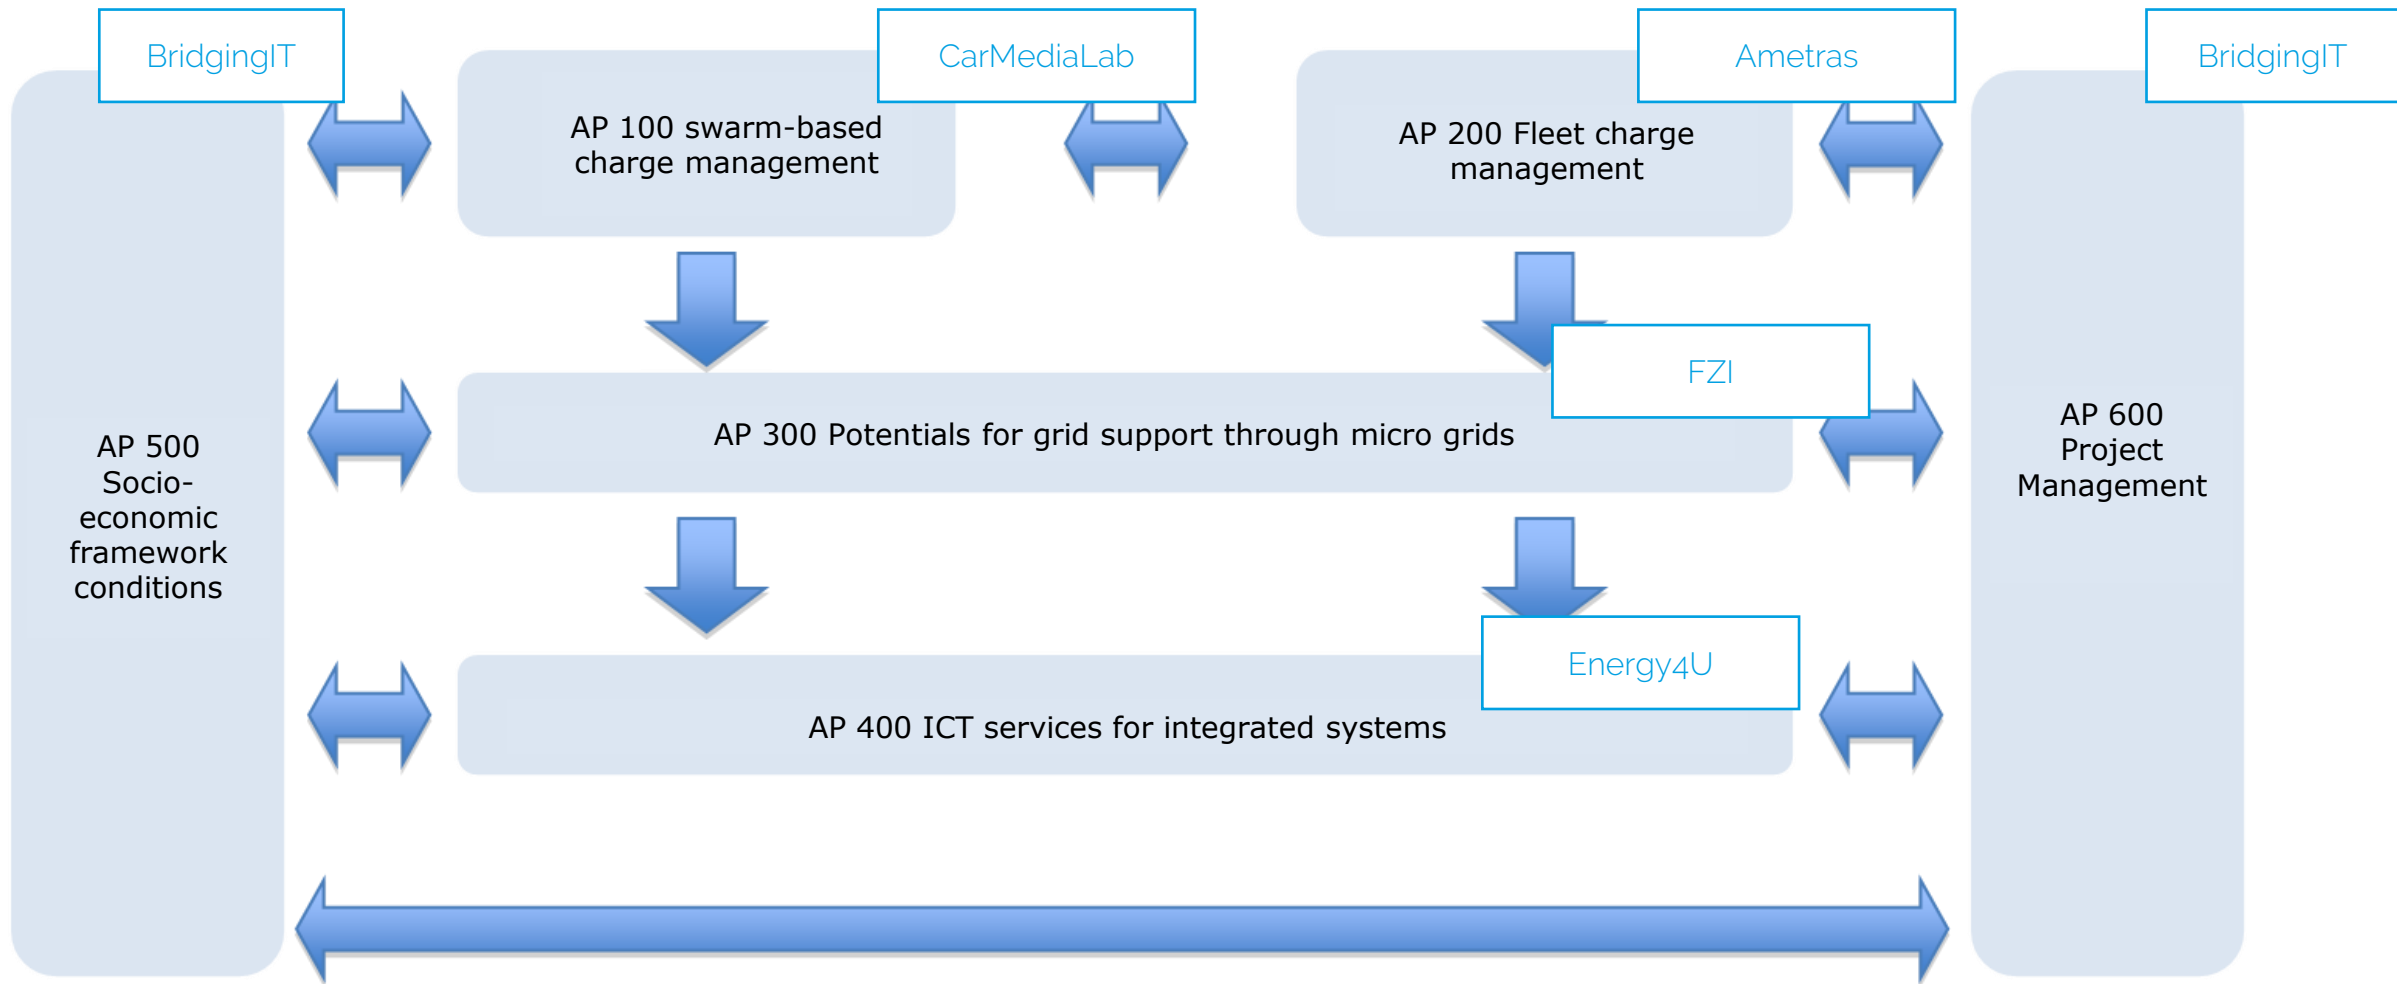 BridgingIT
CarMediaLab
Ametras
BridgingIT
AP 100 swarm-based
charge management
AP 200 Fleet charge
management
FZI
AP 300 Potentials for grid support through micro grids
AP 500
Socio-
economic
framework
conditions
AP 600
Project
Management
Energy4U
AP 400 ICT services for integrated systems